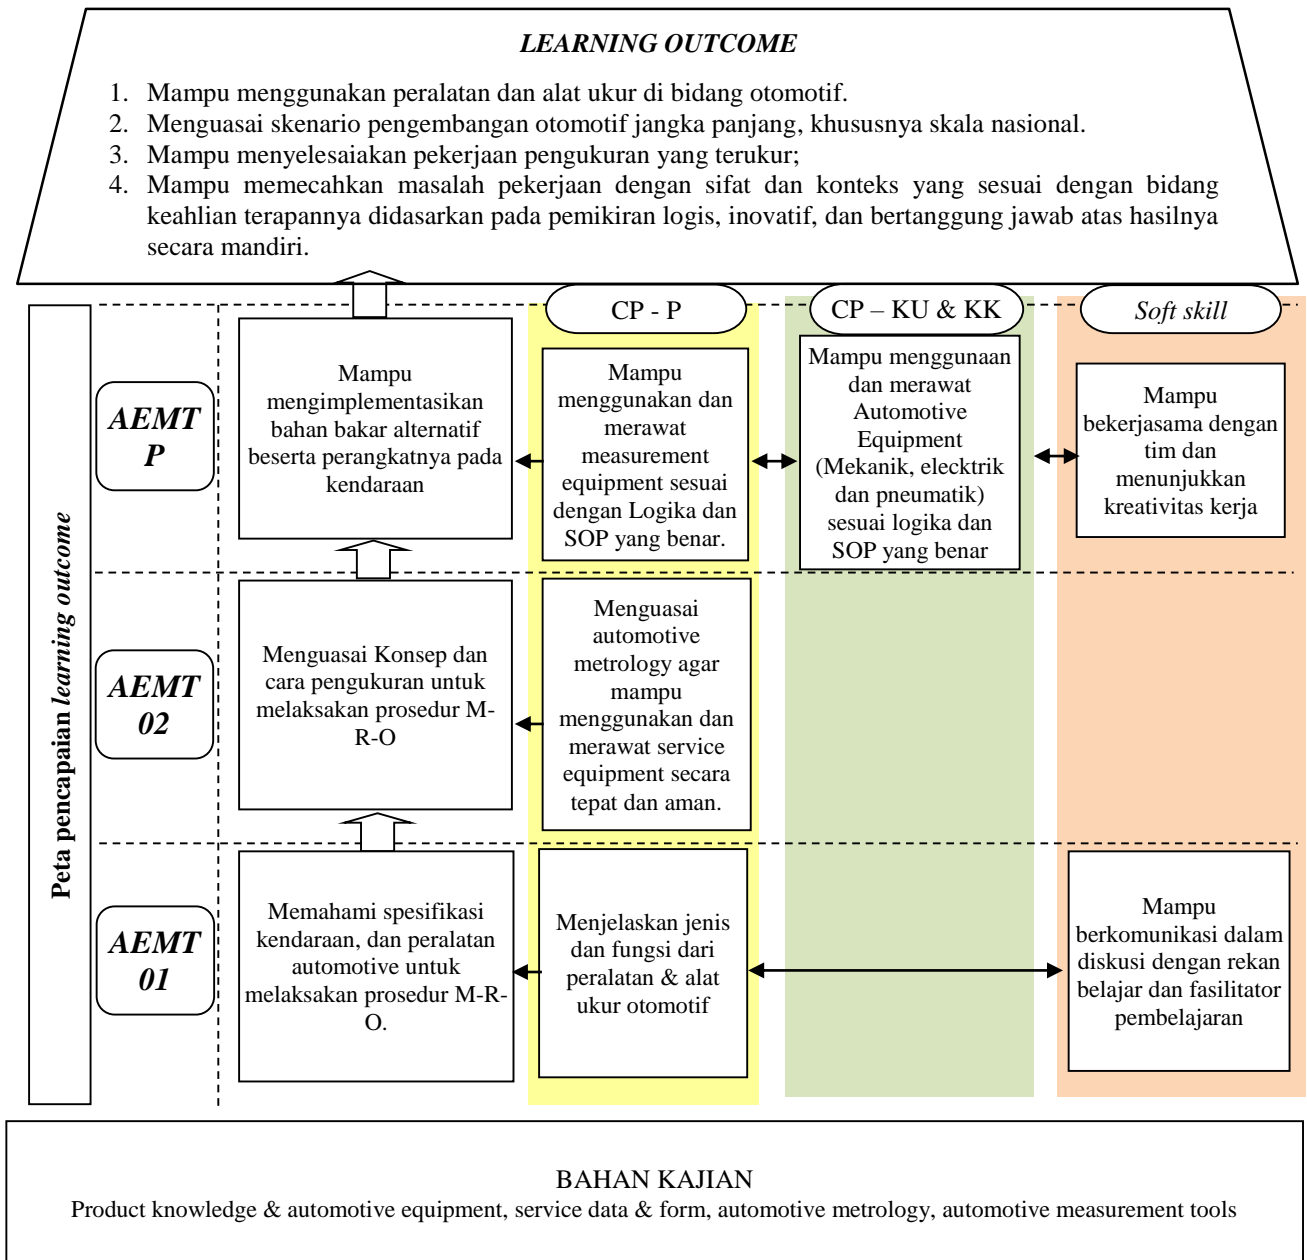 LEARNING OUTCOME
1. Mampu menggunakan peralatan dan alat ukur di bidang otomotif.
2. Menguasai skenario pengembangan otomotif jangka panjang, khususnya skala nasional.
3. Mampu menyelesaiakan pekerjaan pengukuran yang terukur;
4. Mampu memecahkan masalah pekerjaan dengan sifat dan konteks yang sesuai dengan bidang
keahlian terapannya didasarkan pada pemikiran logis, inovatif, dan bertanggung jawab atas hasilnya
secara mandiri.
Peta pencapaian learning outcome
CP - P
CP – KU & KK
Soft skill
AEMT
P
Mampu
mengimplementasikan
bahan bakar alternatif
beserta perangkatnya pada
kendaraan
Mampu
menggunakan dan
merawat
measurement
equipment sesuai
dengan Logika dan
SOP yang benar.
Mampu menggunaan
dan merawat
Automotive
Equipment
(Mekanik, elecktrik
dan pneumatik)
sesuai logika dan
SOP yang benar
Mampu
bekerjasama dengan
tim dan
menunjukkan
kreativitas kerja
AEMT
02
Menguasai Konsep dan
cara pengukuran untuk
melaksakan prosedur M-
R-O
Menguasai
automotive
metrology agar
mampu
menggunakan dan
merawat service
equipment secara
tepat dan aman.
AEMT
01
Memahami spesifikasi
kendaraan, dan peralatan
automotive untuk
melaksakan prosedur M-R-
O.
Menjelaskan jenis
dan fungsi dari
peralatan & alat
ukur otomotif
Mampu
berkomunikasi dalam
diskusi dengan rekan
belajar dan fasilitator
pembelajaran
BAHAN KAJIAN
Product knowledge & automotive equipment, service data & form, automotive metrology, automotive measurement tools